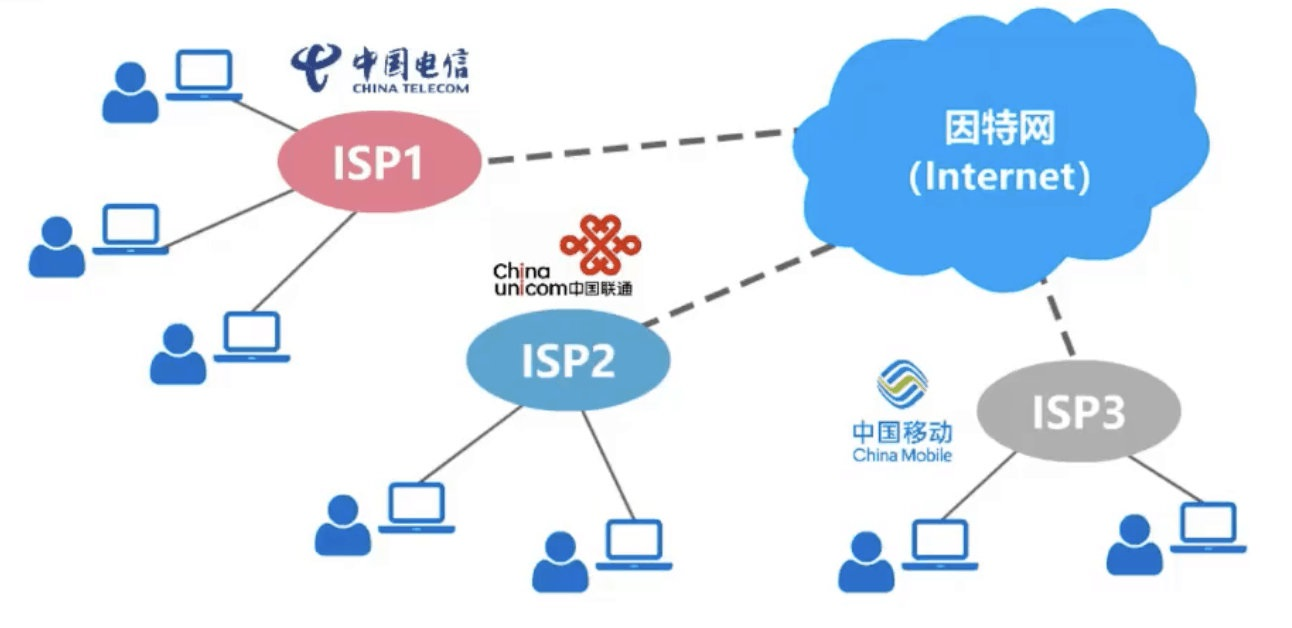 中国电信
CHINA TELECOM
ISP1
因特网
(Internet)
China
unicom中国联通
ISP2
中国移动
China Mobile
ISP3